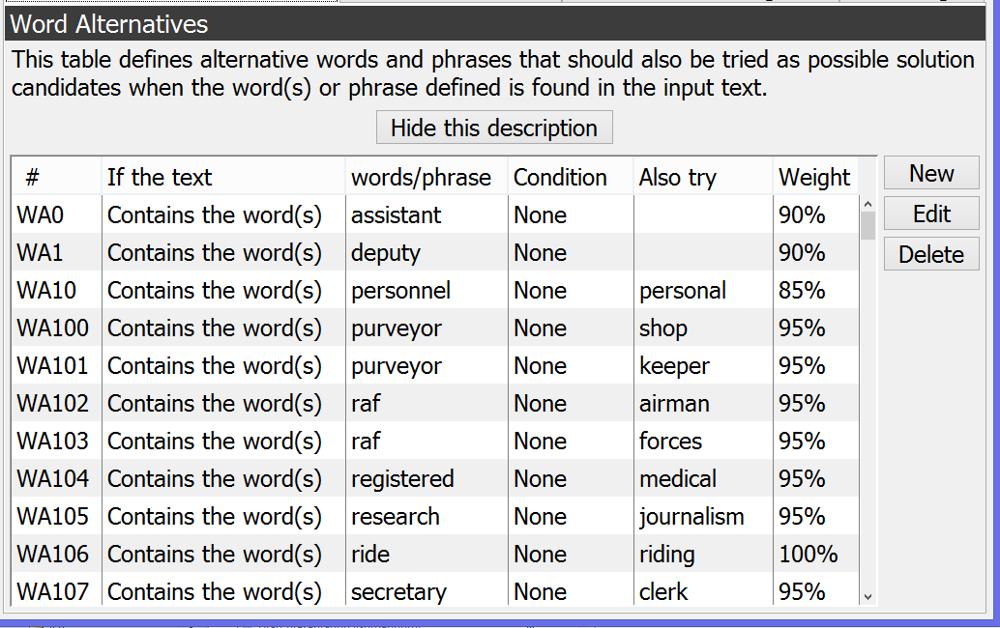 Word Alternatives
This table defines alternative words and phrases that should also be tried as possible solution
candidates when the word(s) or phrase defined is found in the input text.
Hide this description
# If the text words/phrase Condition Also try Weight
WA0 Contains the word(s) assistant None 90%
WA1 Contains the word(s) deputy None 90%
WA10 Contains the word(s) personnel None personal 85%
WA100 Contains the word(s) purveyor None shop 95%
WA101 Contains the word(s) purveyor None keeper 95%
WA102 Contains the word(s) raf None airman 95%
WA103 Contains the word(s) raf None forces 95%
WA104 Contains the word(s) registered None medical 95%
WA105 Contains the word(s) research None journalism 95%
WA106 Contains the word(s) ride None riding 100%
WA107 Contains the word(s) secretary None clerk 95%
New
Edit
Delete